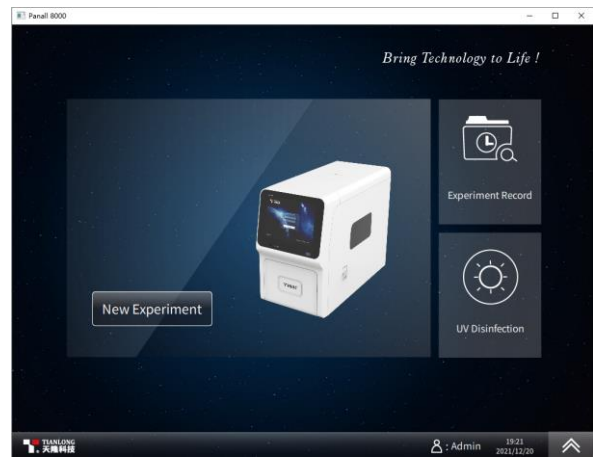 Panall 8000
Bring Technology to Life !
Experiment Record
New Experiment
UV Disinfection
TIANLONG
天隆科技
: Admin
19:21
2021/12/20